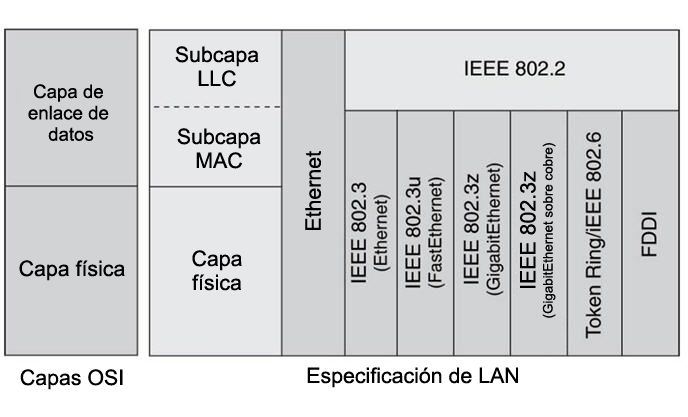 Capa de
enlace de
datos
Capa física
Capas OSI
Subcapa
LLC
Subcapa
MAC
Capa
física
Ethernet
IEEE 802.2
IEEE 802.3
(Ethernet)
IEEE 802.3u
(FastEthernet)
IEEE 802.3z
(GigabitEthernet)
IEEE 802.3z
(GigabitEthernet sobre cobre)
Token Ring/iEEE 802.6
FDDI
Especificación de LAN